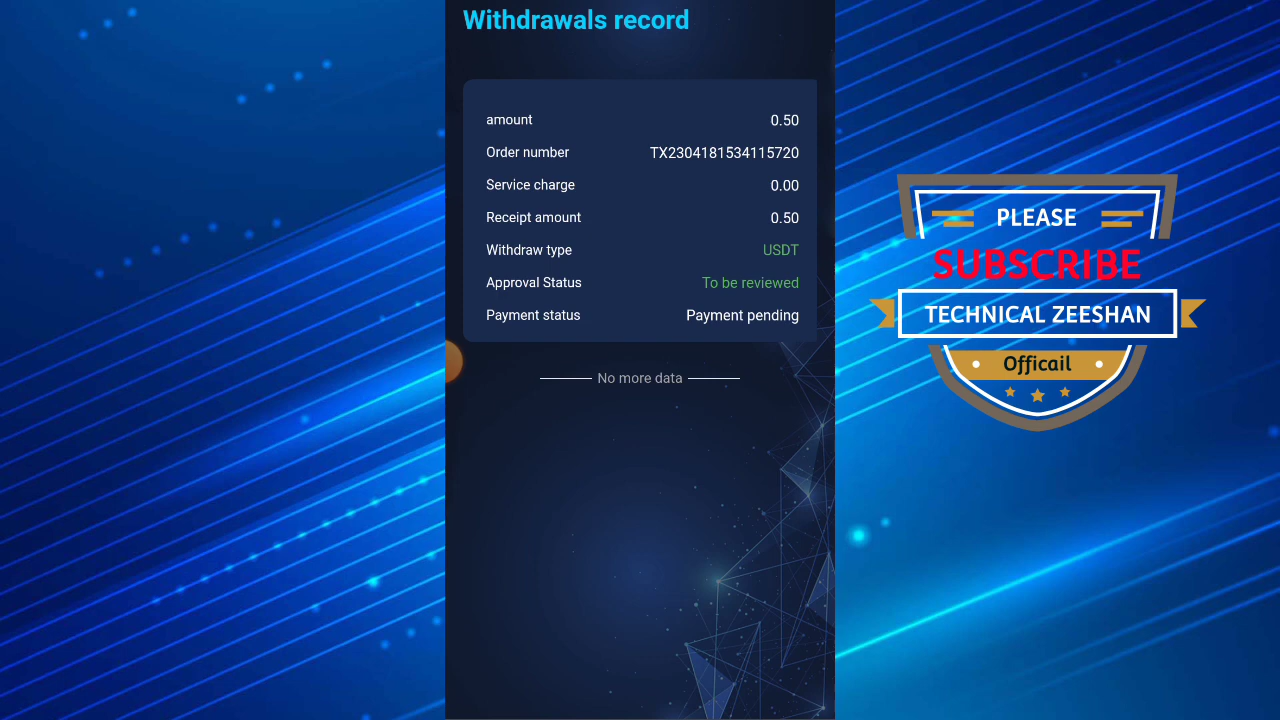 Withdrawals record
amount 0.50
Order number TX2304181534115720
Service charge 0.00
Receipt amount 0.50
Withdraw type USDT
Approval Status To be reviewed
Payment status Payment pending
No more data
PLEASE
SUBSCRIBE
TECHNICAL ZEESHAN
Officail